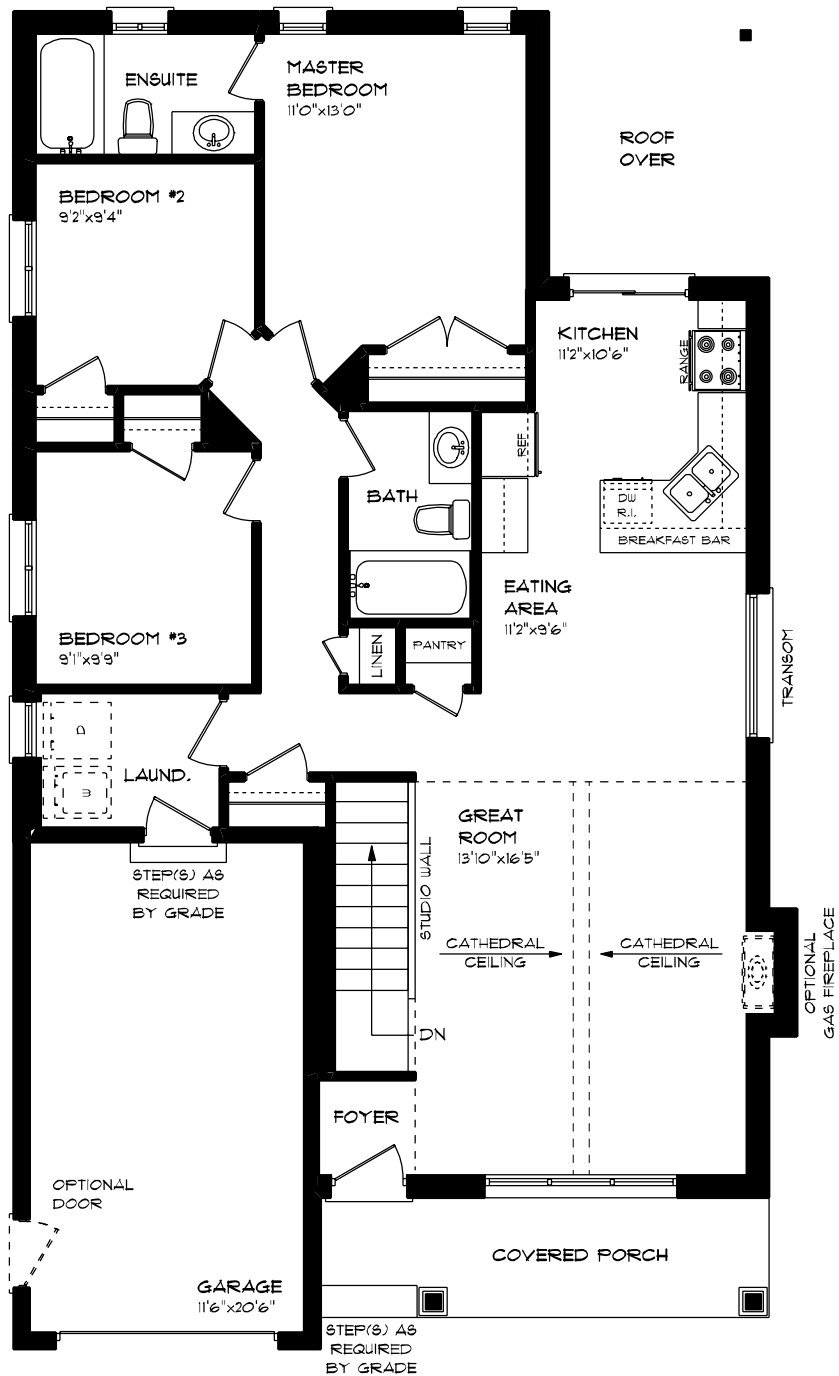 ENSUITE
MASTER
BEDROOM
11'0"x13'0"
ROOF
OVER
BEDROOM #2
9'2"x9'4"
KITCHEN
11'2"x10'6"
RANGE
REF
BATH
DW
R.I.
BREAKFAST BAR
EATING
AREA
11'2"x9'6"
BEDROOM #3
9'1"x9'9"
LINEN
PANTRY
TRANSOM
D
W
LAUND.
GREAT
ROOM
13'10"x16'5"
STUDIO WALL
STEP(S) AS
REQUIRED
BY GRADE
CATHEDRAL
CEILING
CATHEDRAL
CEILING
OPTIONAL
GAS FIREPLACE
DN
FOYER
OPTIONAL
DOOR
COVERED PORCH
GARAGE
11'6"x20'6"
STEP(S) AS
REQUIRED
BY GRADE